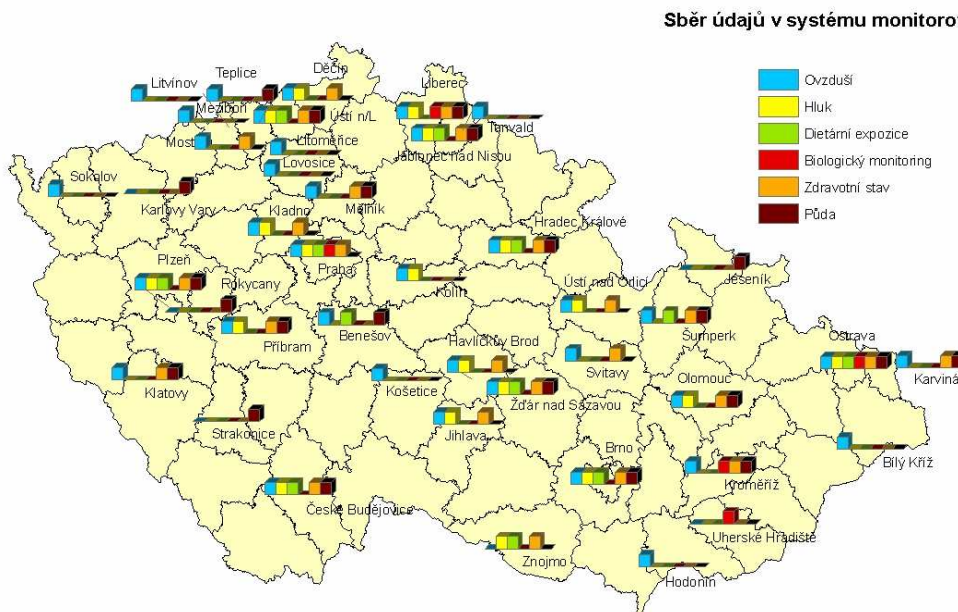 Sběr údajů v systému monitorov
Ovzduší
Hluk
Dietární expozice
Biologický monitoring
Zdravotní stav
Půda
Děčín
Teplice
Litvínov
Liberec
Meziboří
Ústí n/L
Tanvald
Most
Litoměřice
Jablonec nad Nisou
Lovosice
Sokolov
Karlovy Vary
Mělník
Kladno
Hradec Králové
Praha
Plzeň
Rokycany
Kolín
Ústí nad Orlicí
Jeseník
Příbram
Benešov
Šumperk
Havlíčkův Brod
Ostrava
Svitavy
Karviná
Klatovy
Košetice
Olomouc
Žďár nad Sázavou
Strakonice
Jihlava
Brno
Bílý Kříž
Kroměříž
České Budějovice
Uherské Hradiště
Znojmo
Hodonín